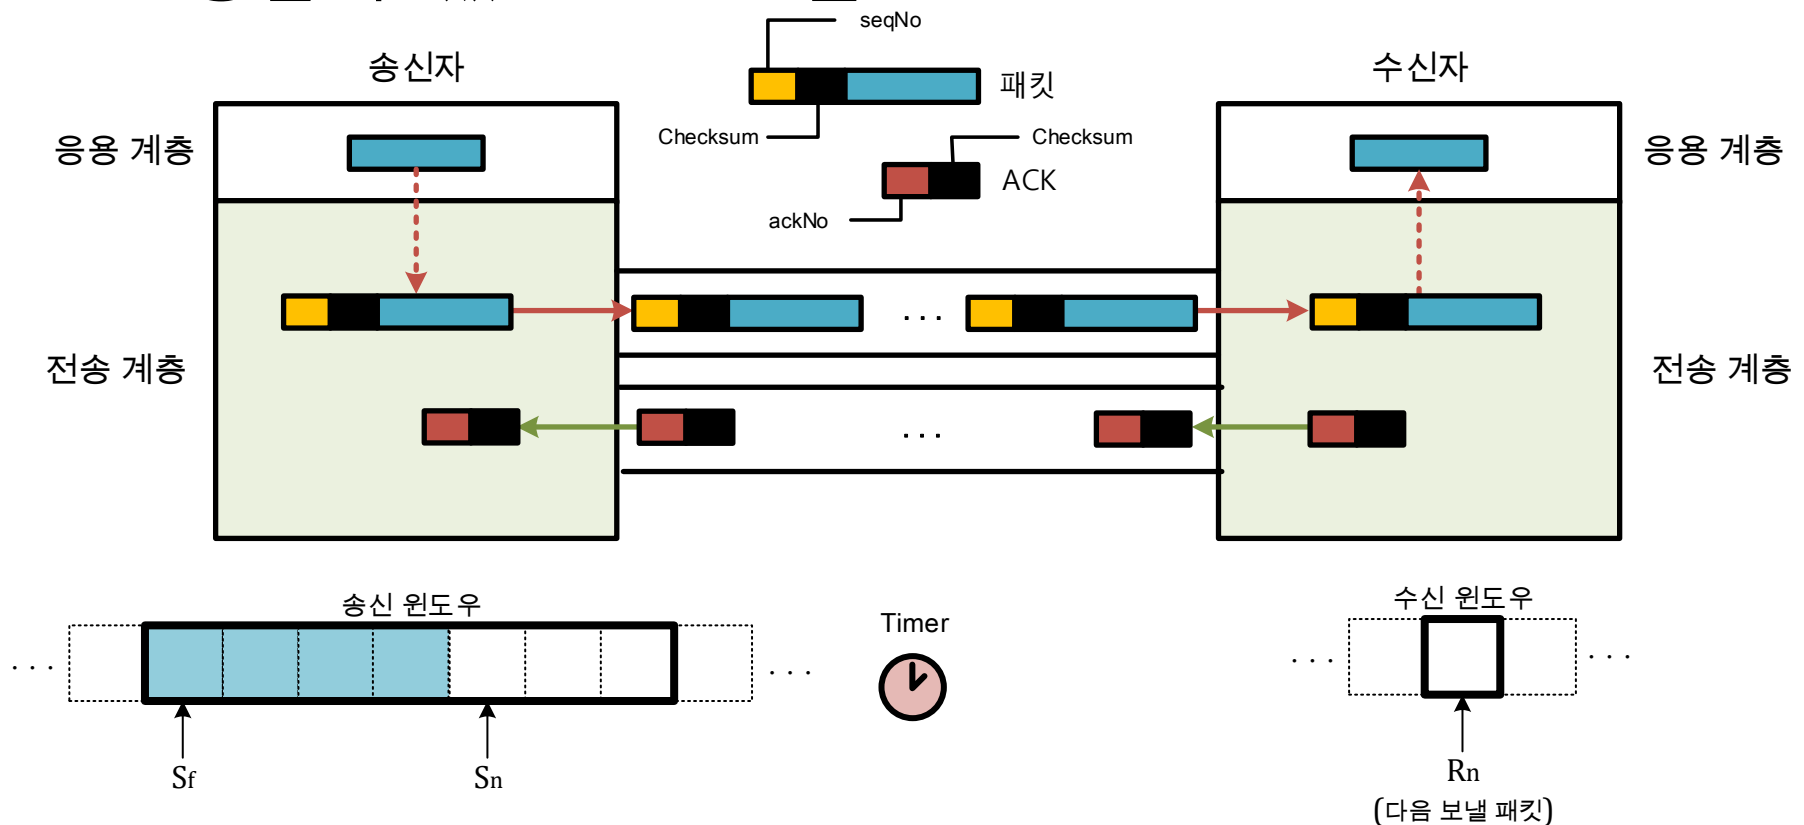 seqNo
송신자
수신자
패킷
응용 계층
Checksum
Checksum
응용 계층
ACK
ackNo
. . .
전송 계층
전송 계층
. . .
송신 윈도우
Timer
수신 윈도우
. . .
. . .
. . .
. . .
Sf
Sn
Rn
(다음 보낼 패킷)